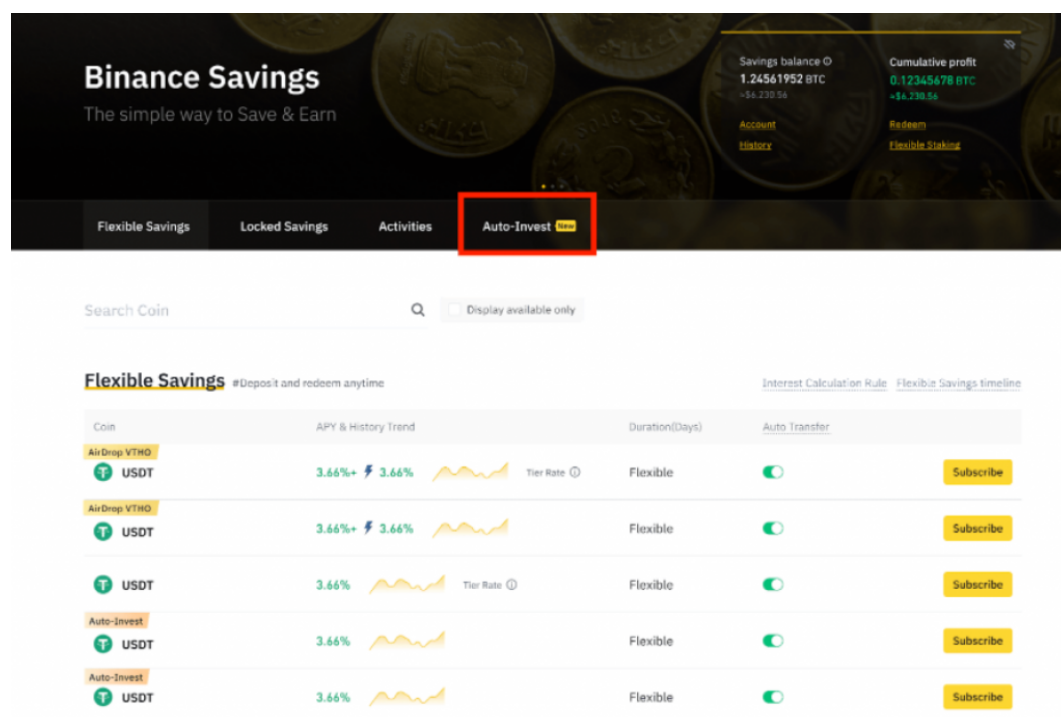 Binance Savings
The simple way to Save & Earn
Savings balance
1.24561952 BTC
≈$6,230.56
Account
History
Cumulative profit
0.12345678 BTC
≈$6,230.56
Redeem
Flexible Staking
Flexible Savings Locked Savings Activities Auto-Invest New
Search Coin Display available only
Flexible Savings #Deposit and redeem anytime Interest Calculation Rule Flexible Savings timeline
Coin APY & History Trend Duration(Days) Auto Transfer
AirDrop VTHO
USDT 3.66%+ 3.66% Tier Rate Flexible Subscribe
AirDrop VTHO
USDT 3.66%+ 3.66% Flexible Subscribe
USDT 3.66% Tier Rate Flexible Subscribe
Auto-Invest
USDT 3.66% Flexible Subscribe
Auto-Invest
USDT 3.66% Flexible Subscribe